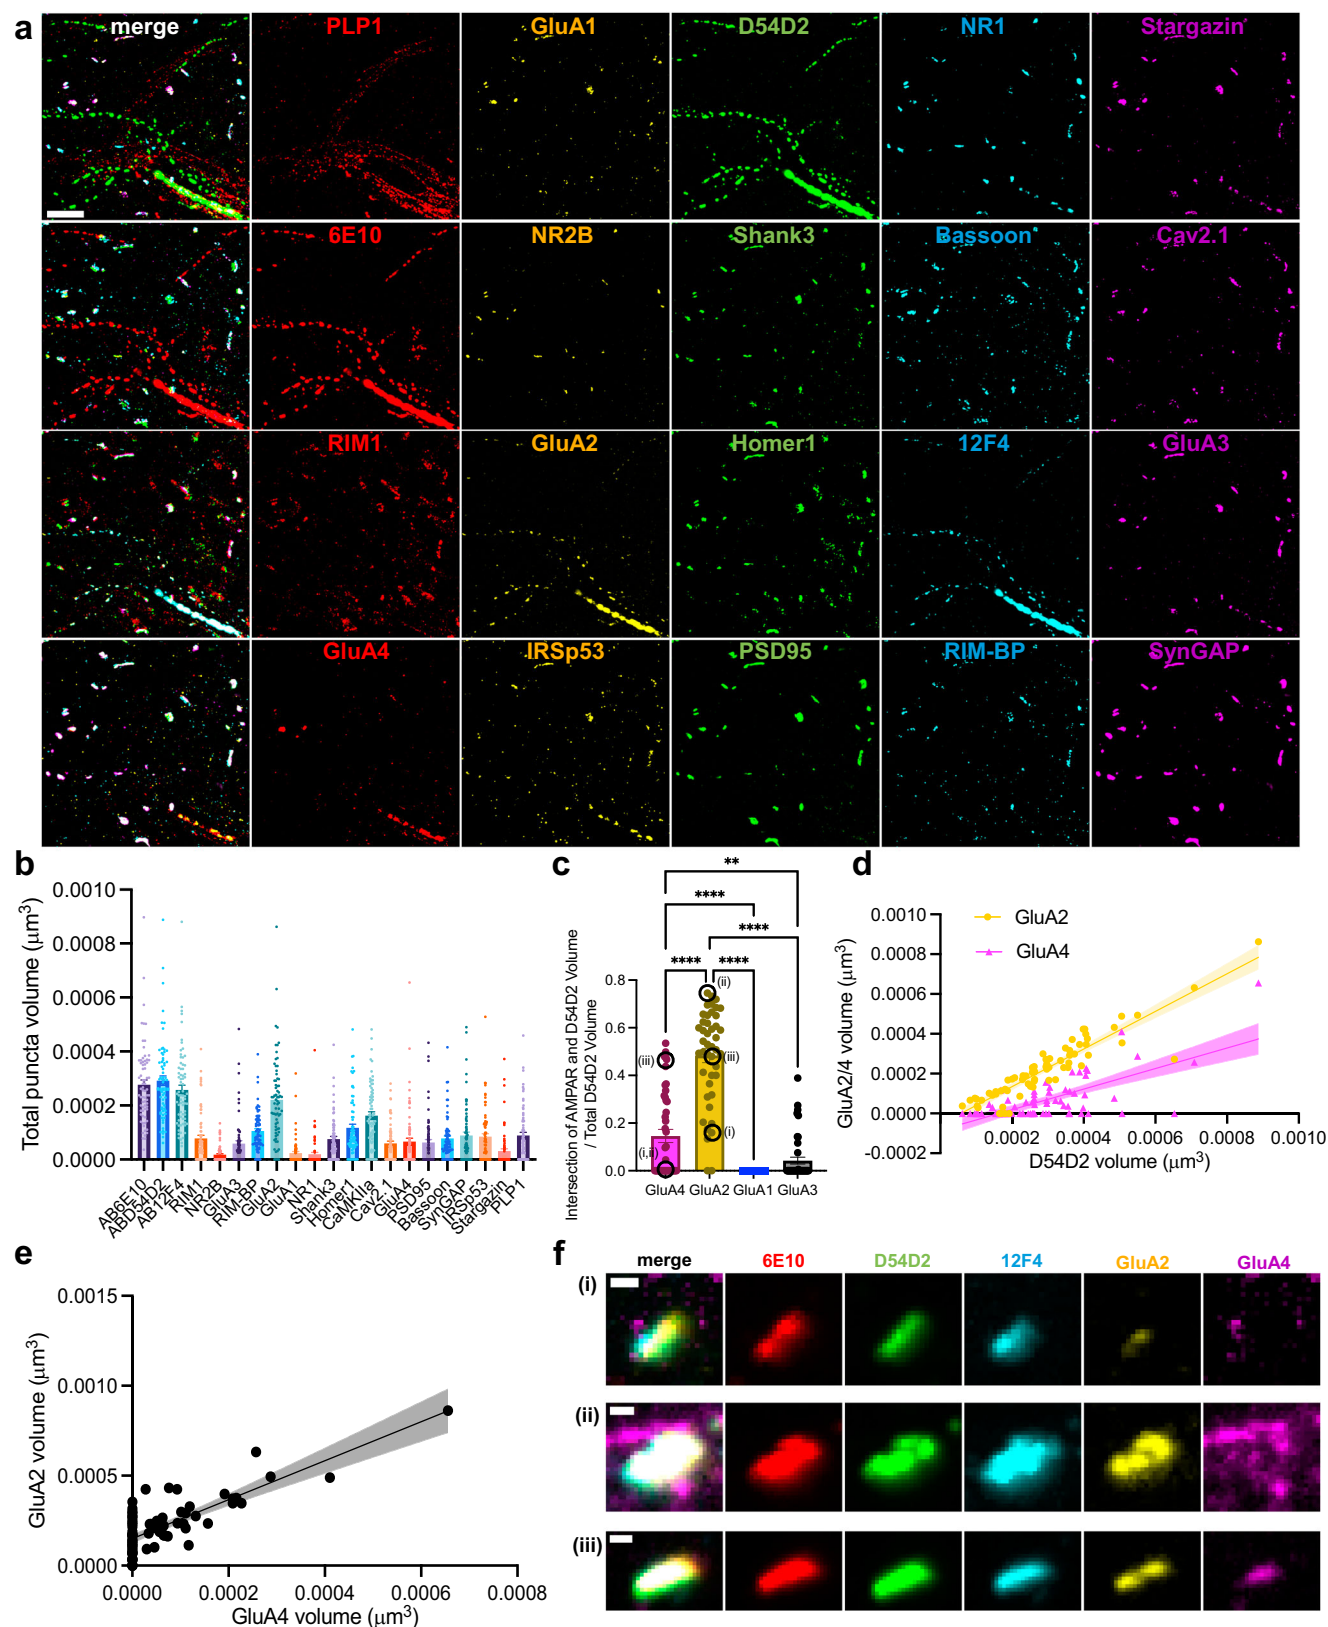 a
merge PLP1 GluA1 D54D2 NR1 Stargazin
6E10 NR2B Shank3 Bassoon Cav2.1
RIM1 GluA2 Homer1 12F4 GluA3
GluA4 IRSp53 PSD95 RIM-BP SynGAP
b
Total puncta volume (μm³)
0.0010
0.0008
0.0006
0.0004
0.0002
0.0000
AB6E10 ABD54D2 AB12F4 RIM1 NR2B GluA3 RIM-BP GluA2 GluA1 NR1 Shank3 Homer1 CaMKIIa Cav2.1 GluA4 PSD95 Bassoon SynGAP IRSp53 Stargazin PLP1
c
Intersection of AMPAR and D54D2 Volume
/ Total D54D2 Volume
**
****
****
**** ****
0.8
0.6
0.4
0.2
0.0
(ii)
(iii) (iii)
(i)
(i,ii)
GluA4 GluA2 GluA1 GluA3
d
GluA2/4 volume (μm³)
0.0010
0.0008
0.0006
0.0004
0.0002
0.0000
-0.0002
GluA2
GluA4
0.0002 0.0004 0.0006 0.0008 0.0010
D54D2 volume (μm³)
e
GluA2 volume (μm³)
0.0015
0.0010
0.0005
0.0000
0.0000 0.0002 0.0004 0.0006 0.0008
GluA4 volume (μm³)
f
merge 6E10 D54D2 12F4 GluA2 GluA4
(i)
(ii)
(iii)